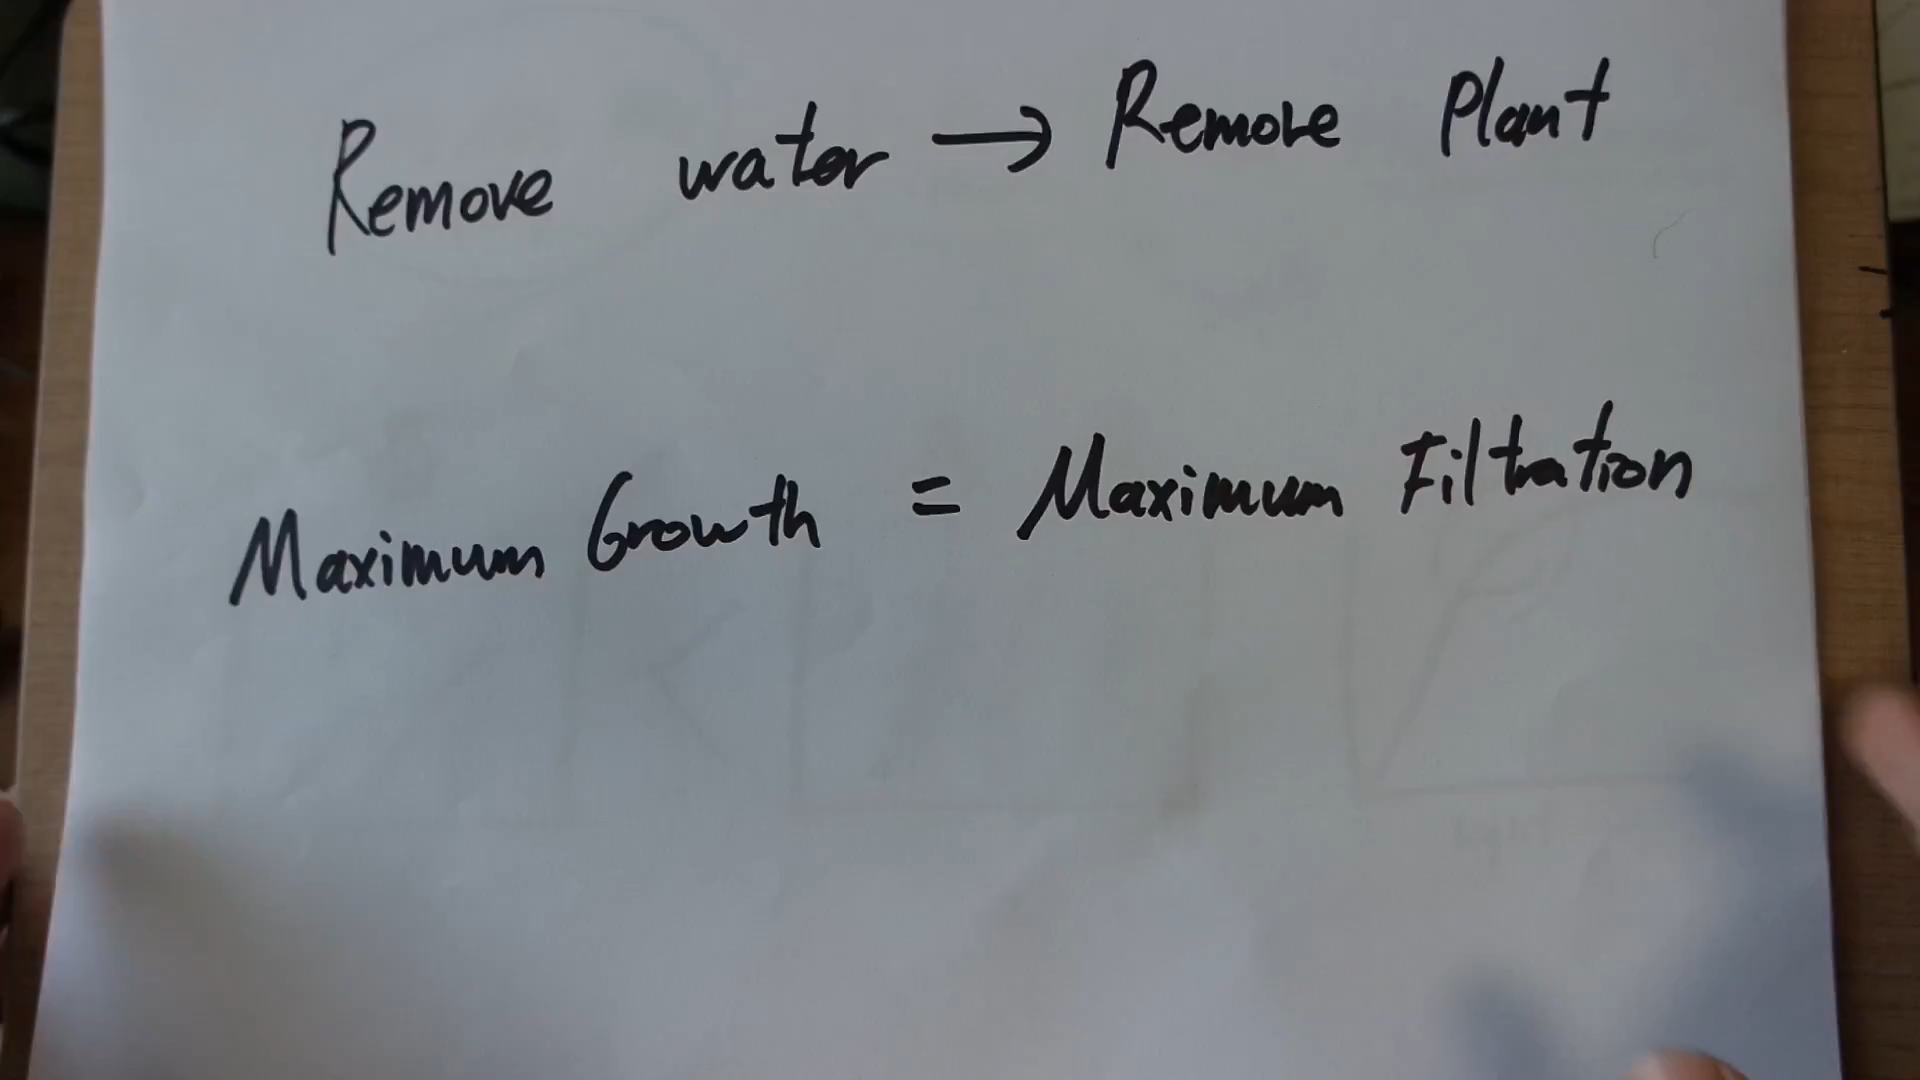 Remove water → Remove Plant
Maximum Growth = Maximum Filtration